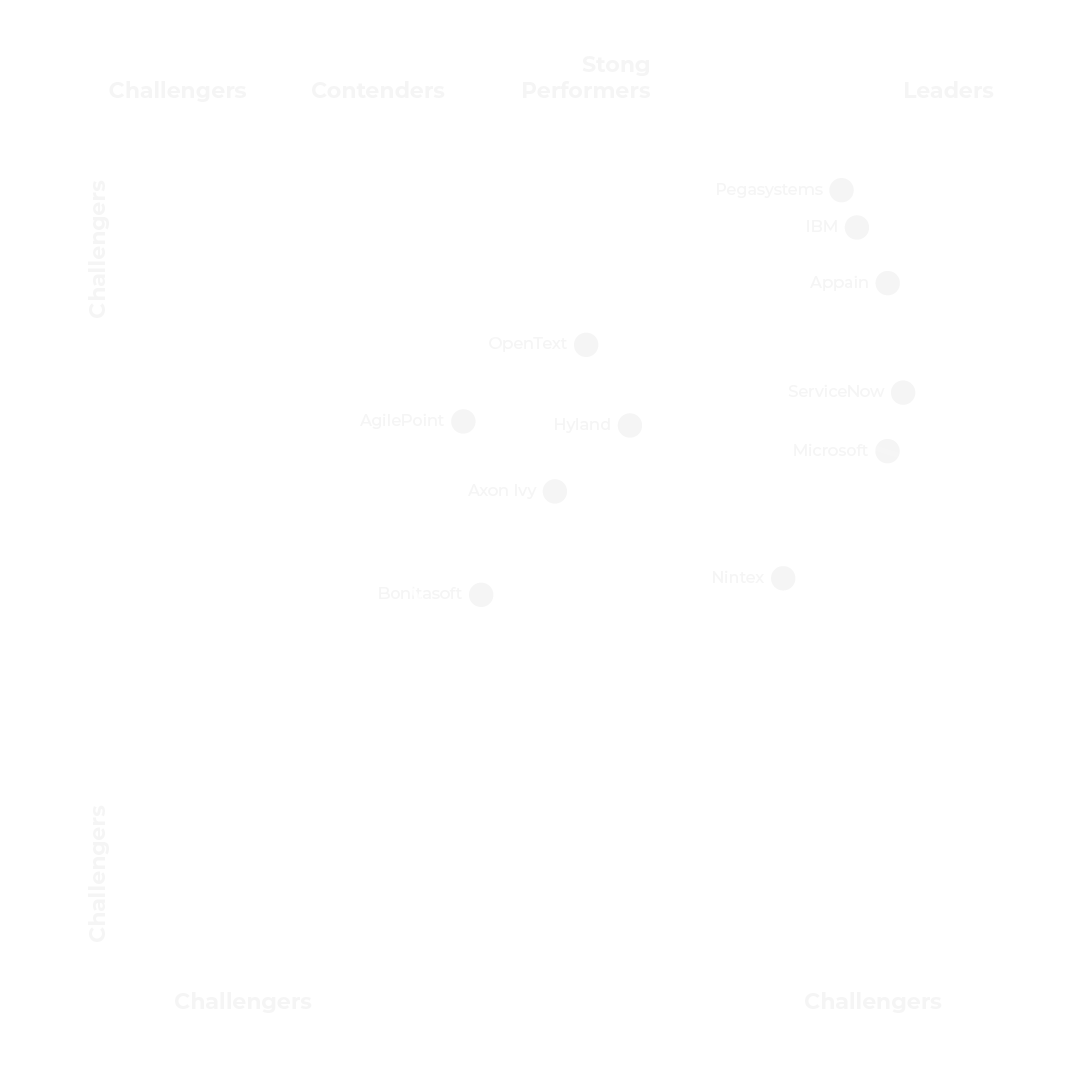 Stong
Challengers Contenders Performers Leaders
Challengers
Pegasystems
IBM
Appain
OpenText
ServiceNow
AgilePoint
Hyland
Microsoft
Axon Ivy
Nintex
Bonitasoft
Challengers
Challengers Challengers